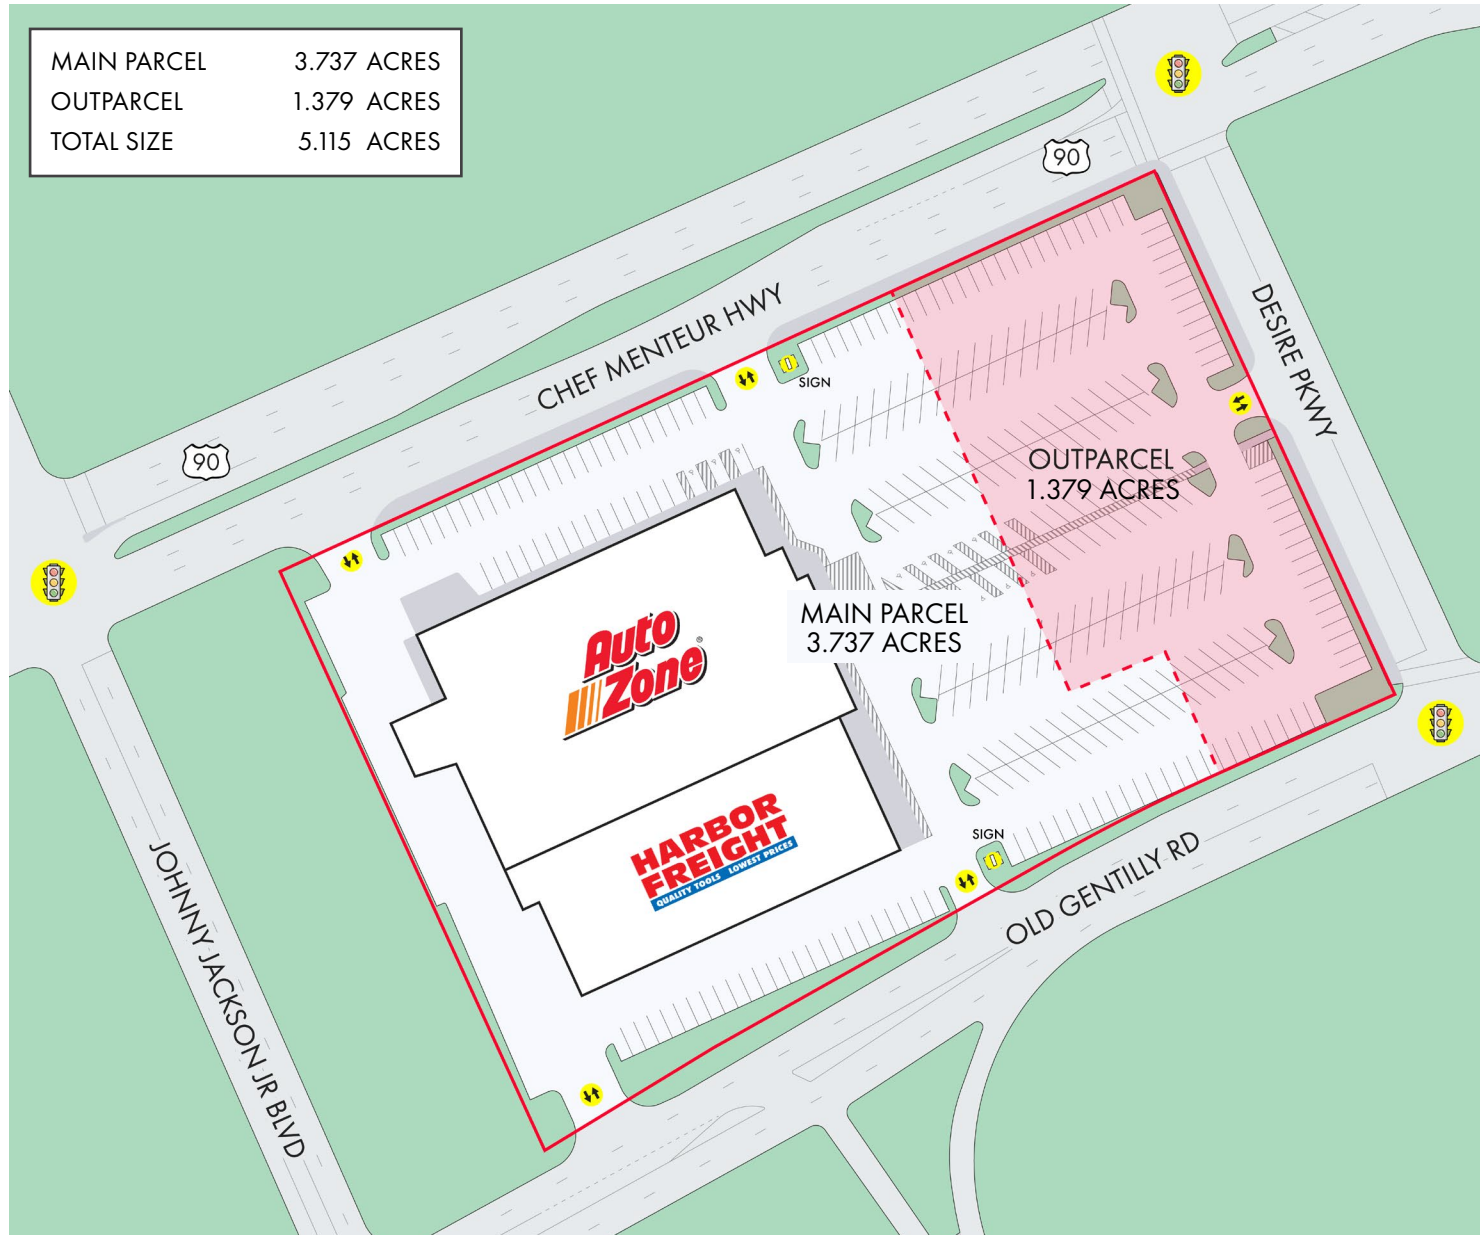 MAIN PARCEL 3.737 ACRES
OUTPARCEL 1.379 ACRES
TOTAL SIZE 5.115 ACRES
90
CHEF MENTEUR HWY
SIGN
DESIRE PKWY
90
OUTPARCEL
1.379 ACRES
MAIN PARCEL
3.737 ACRES
Auto
Zone
®
HARBOR
FREIGHT
QUALITY TOOLS LOWEST PRICES
SIGN
OLD GENTILLY RD
JOHNNY JACKSON JR BLVD